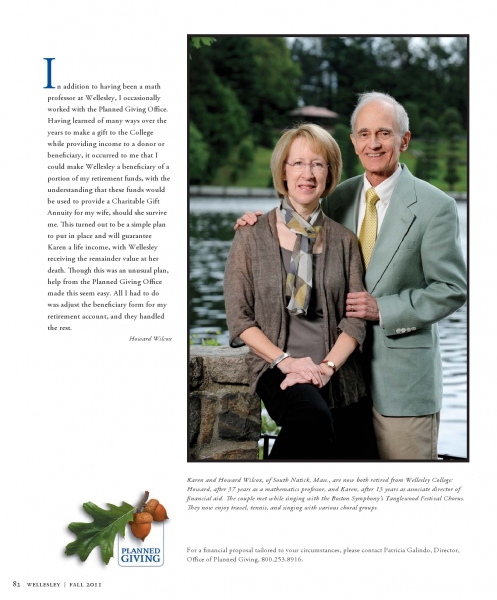 In addition to having been a math
professor at Wellesley, I occasionally
worked with the Planned Giving Office.
Having learned of many ways over the
years to make a gift to the College
while providing income to a donor or
beneficiary, it occurred to me that I
could make Wellesley a beneficiary of a
portion of my retirement funds, with the
understanding that these funds would
be used to provide a Charitable Gift
Annuity for my wife, should she survive
me. This turned out to be a simple plan
to put in place and will guarantee
Karen a life income, with Wellesley
receiving the remainder value at her
death. Though this was an unusual plan,
help from the Planned Giving Office
made this seem easy. All I had to do
was adjust the beneficiary form for my
retirement account, and they handled
the rest.
Howard Wilcox
Karen and Howard Wilcox, of South Natick, Mass., are now both retired from Wellesley College:
Howard, after 37 years as a mathematics professor, and Karen, after 15 years as associate director of
financial aid. The couple met while singing with the Boston Symphony's Tanglewood Festival Chorus.
They now enjoy travel, tennis, and singing with various choral groups.
PLANNED
GIVING
For a financial proposal tailored to your circumstances, please contact Patricia Galindo, Director,
Office of Planned Giving, 800.253.8916.
82 WELLESLEY | FALL 2011